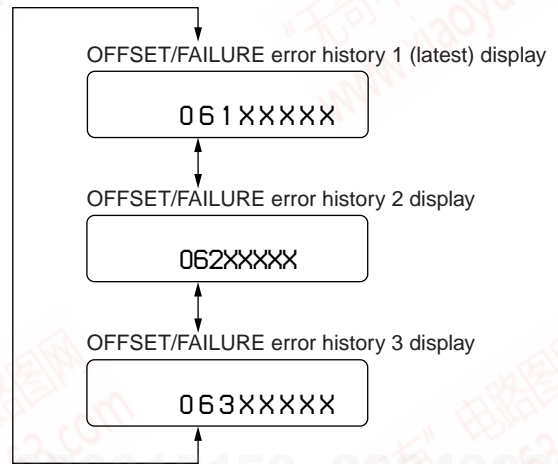 OFFSET/FAILURE error history 1 (latest) display
061XXXXX
OFFSET/FAILURE error history 2 display
062XXXXX
OFFSET/FAILURE error history 3 display
063XXXXX